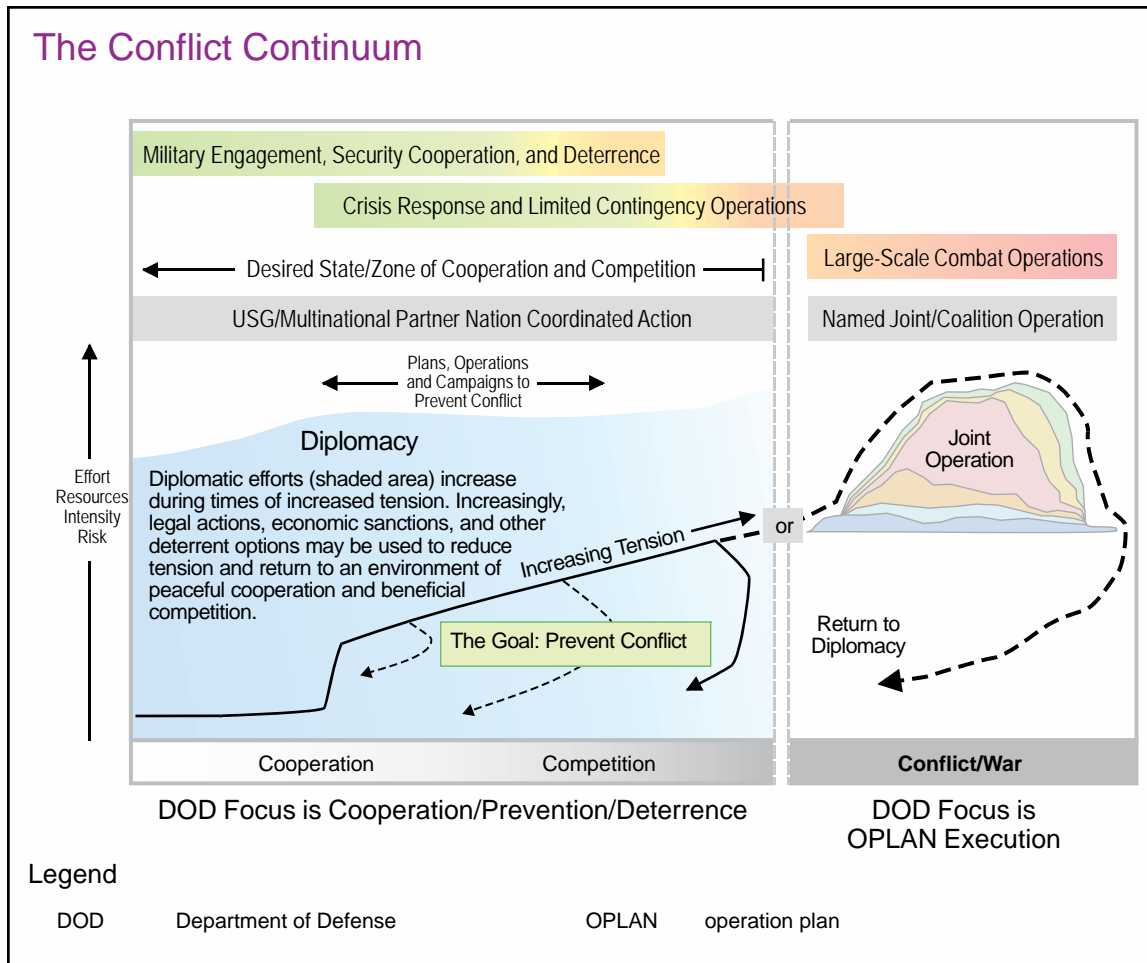 The Conflict Continuum
Military Engagement, Security Cooperation, and Deterrence
Crisis Response and Limited Contingency Operations
Large-Scale Combat Operations
Desired State/Zone of Cooperation and Competition
USG/Multinational Partner Nation Coordinated Action
Named Joint/Coalition Operation
Plans, Operations
and Campaigns to
Prevent Conflict
Effort
Resources
Intensity
Risk
Diplomacy
Diplomatic efforts (shaded area) increase
during times of increased tension. Increasingly,
legal actions, economic sanctions, and other
deterrent options may be used to reduce
tension and return to an environment of
peaceful cooperation and beneficial
competition.
Increasing Tension
or
Joint
Operation
The Goal: Prevent Conflict
Return to
Diplomacy
Cooperation
Competition
Conflict/War
DOD Focus is Cooperation/Prevention/Deterrence
DOD Focus is
OPLAN Execution
Legend
DOD Department of Defense OPLAN operation plan